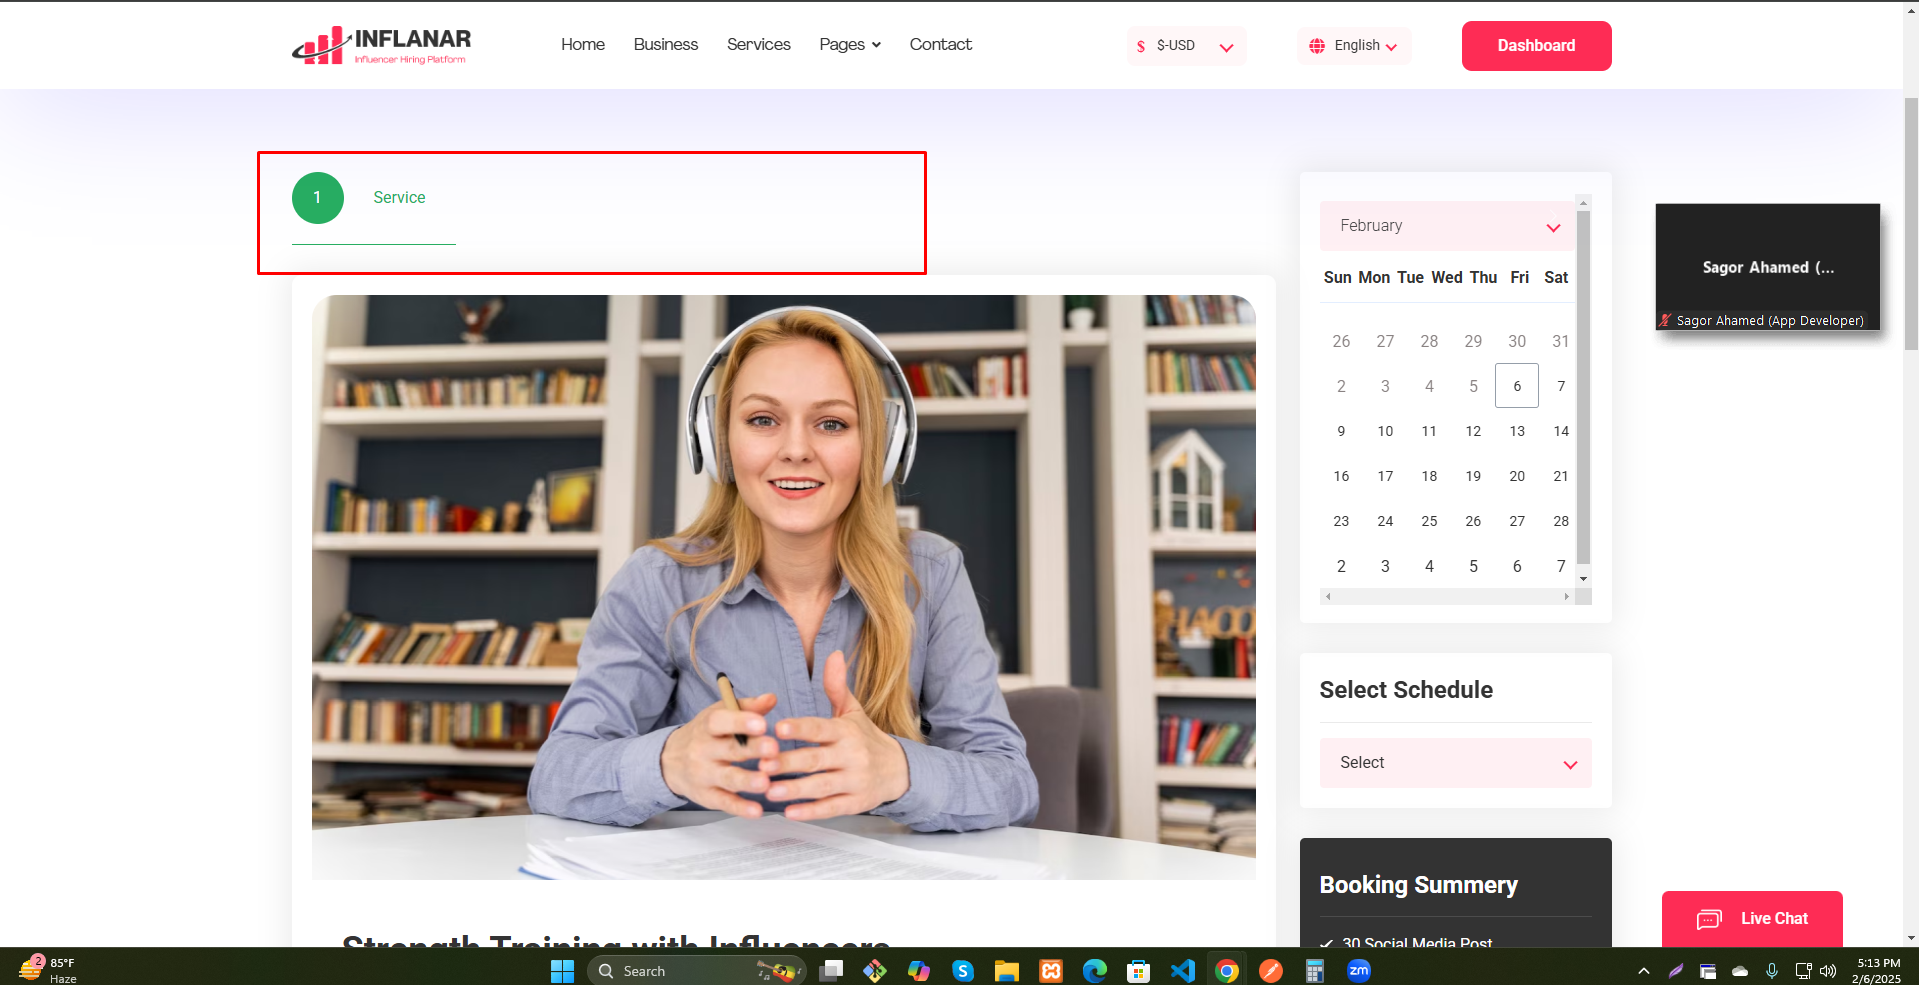 INFLANAR
Influencer Hiring Platform
Home
Business
Services
Pages
Contact
$ $-USD
English
Dashboard
1
Service
February
Sun Mon Tue Wed Thu Fri Sat
26 27 28 29 30 31
2 3 4 5 6 7
9 10 11 12 13 14
16 17 18 19 20 21
23 24 25 26 27 28
2 3 4 5 6 7
Select Schedule
Select
Booking Summery
30 Social Media Post
Sagor Ahamed (...
Sagor Ahamed (App Developer)
Strength Training with Influencers
Live Chat
2
85°F
Haze
Search
zm
5:13 PM
2/6/2025